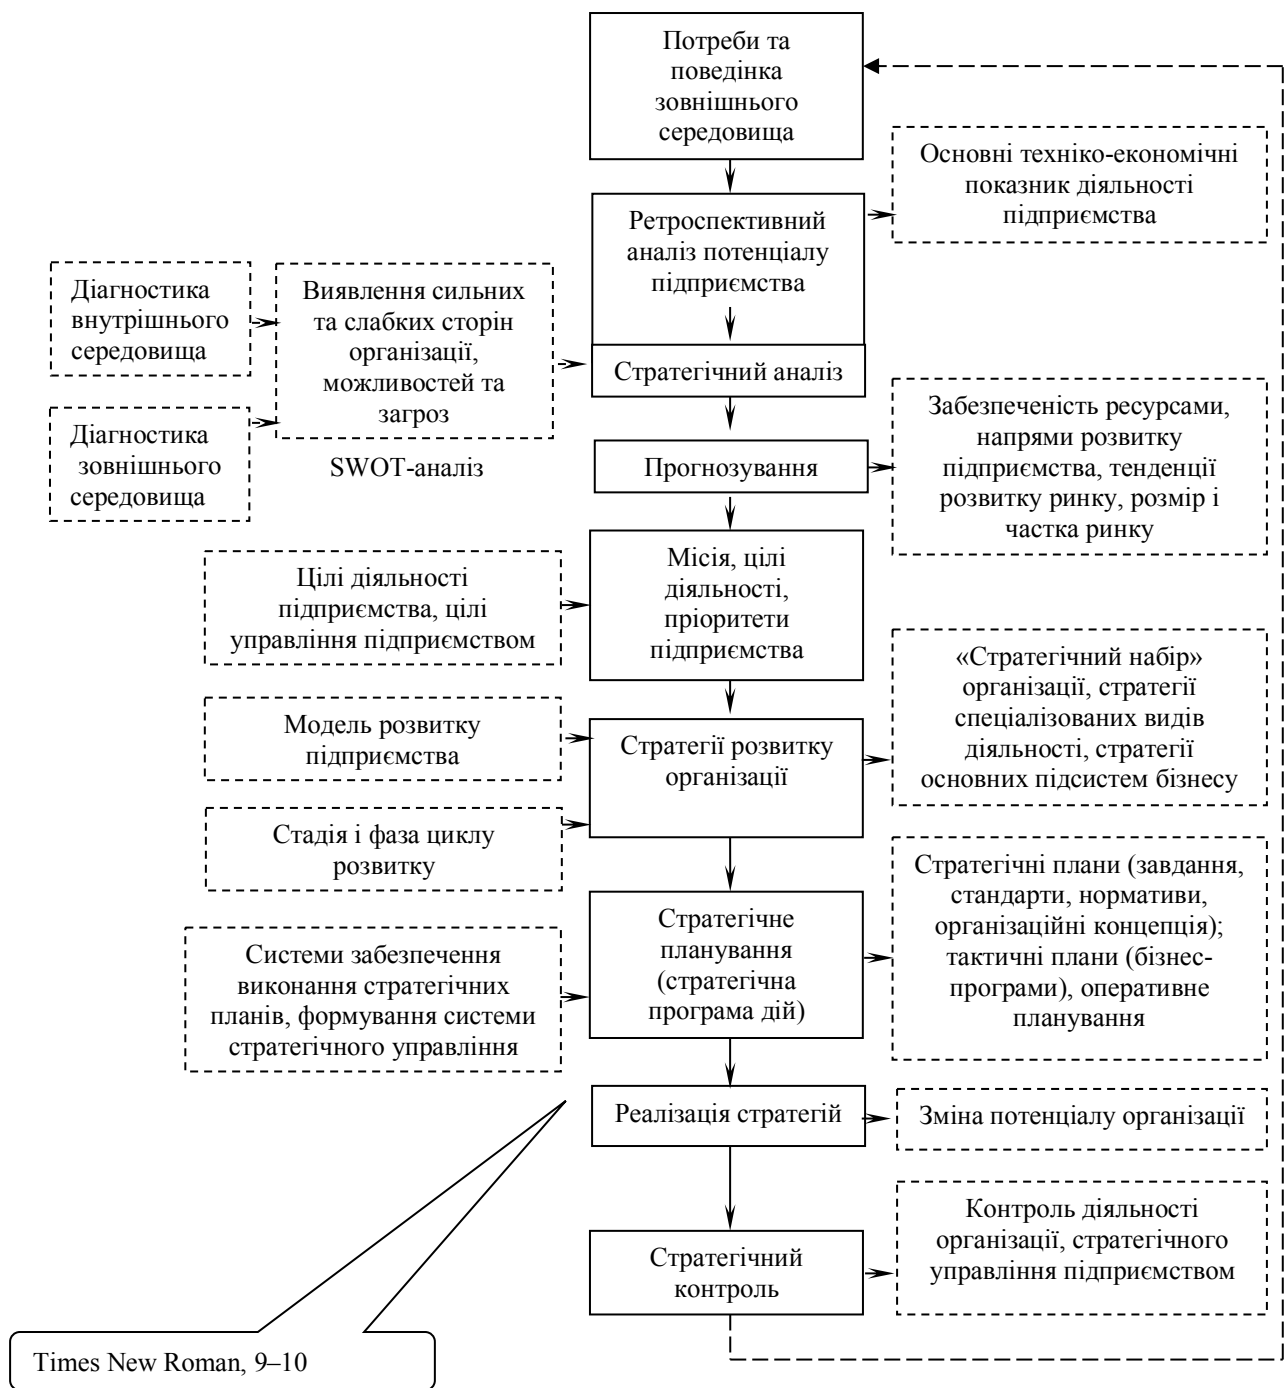 Потреби та
поведінка
зовнішнього
середовища
Основні техніко-економічні
показник діяльності
підприємства
Ретроспективний
аналіз потенціалу
підприємства
Діагностика
внутрішнього
середовища
Виявлення сильних
та слабких сторін
організації,
можливостей та
загроз
Стратегічний аналіз
Діагностика
зовнішнього
середовища
SWOT-аналіз
Прогнозування
Забезпеченість ресурсами,
напрями розвитку
підприємства, тенденції
розвитку ринку, розмір і
частка ринку
Цілі діяльності
підприємства, цілі
управління підприємством
Місія, цілі
діяльності,
пріоритети
підприємства
«Стратегічний набір»
організації, стратегії
спеціалізованих видів
діяльності, стратегії
основних підсистем бізнесу
Модель розвитку
підприємства
Стратегії розвитку
організації
Стадія і фаза циклу
розвитку
Стратегічні плани (завдання,
стандарти, нормативи,
організаційні концепція);
тактичні плани (бізнес-
програми), оперативне
планування
Стратегічне
планування
(стратегічна
програма дій)
Системи забезпечення
виконання стратегічних
планів, формування системи
стратегічного управління
Реалізація стратегій
Зміна потенціалу організації
Контроль діяльності
організації, стратегічного
управління підприємством
Стратегічний
контроль
Times New Roman, 9–10